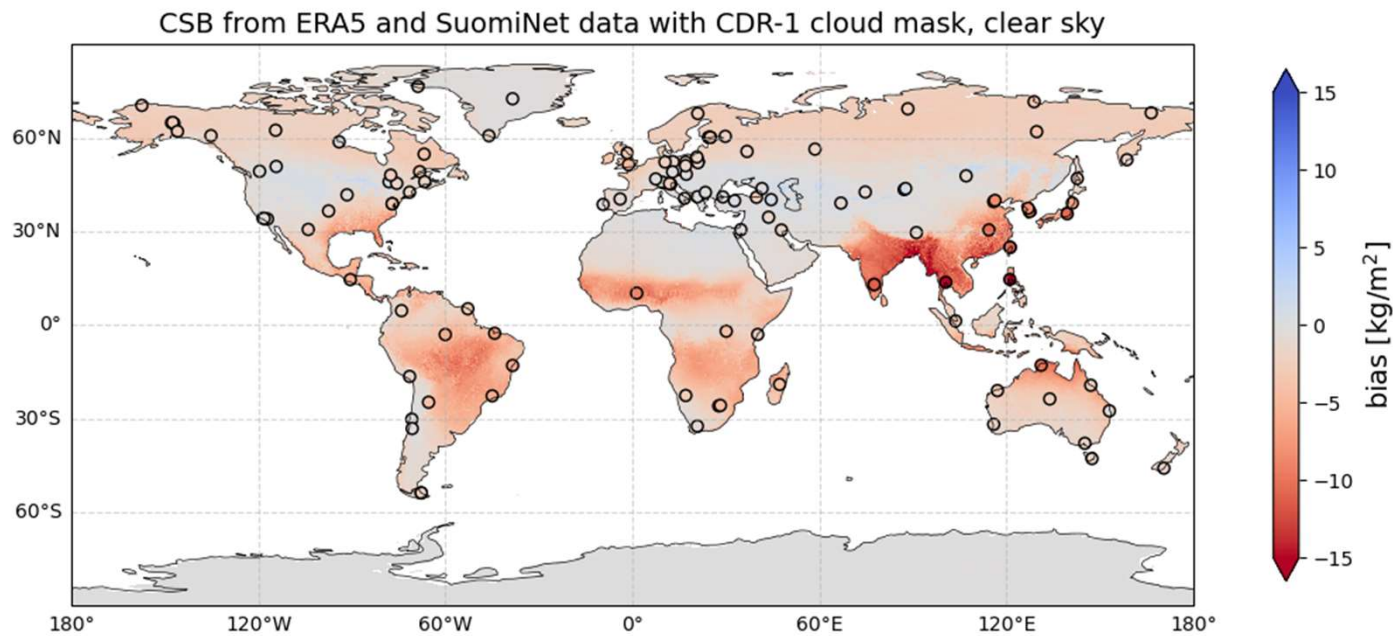 CSB from ERA5 and SuomiNet data with CDR-1 cloud mask, clear sky
60°N
30°N
0°
30°S
60°S
180°
120°W
60°W
0°
60°E
120°E
180°
15
10
5
0
−5
−10
−15
bias [kg/m²]